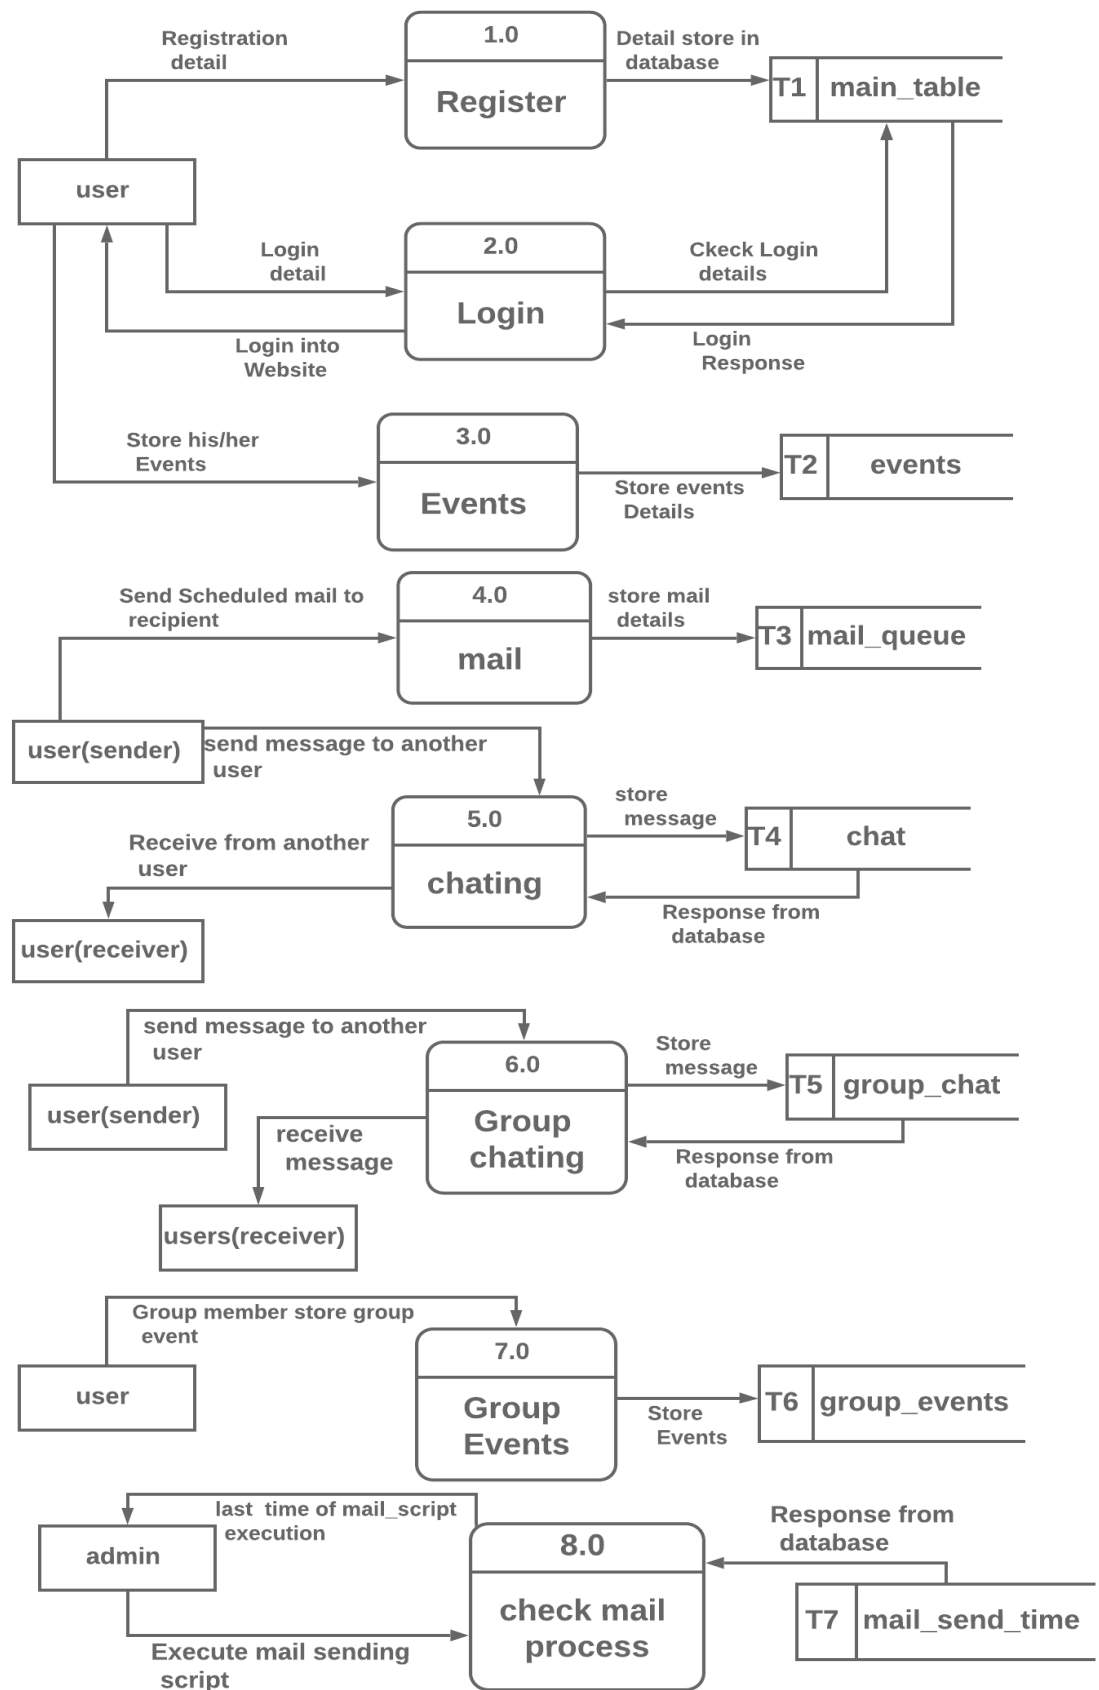 Registration
detail
1.0
Register
Detail store in
database
T1
main_table
user
Login
detail
2.0
Login
Ckeck Login
details
Login into
Website
Login
Response
Store his/her
Events
3.0
Events
Store events
Details
T2
events
Send Scheduled mail to
recipient
4.0
mail
store mail
details
T3
mail_queue
user(sender)
send message to another
user
5.0
chating
store
message
T4
chat
Receive from another
user
Response from
database
user(receiver)
send message to another
user
6.0
Group
chating
Store
message
T5
group_chat
user(sender)
receive
message
Response from
database
users(receiver)
Group member store group
event
7.0
Group
Events
user
Store
Events
T6
group_events
last time of mail_script
execution
admin
8.0
check mail
process
Response from
database
T7
mail_send_time
Execute mail sending
script